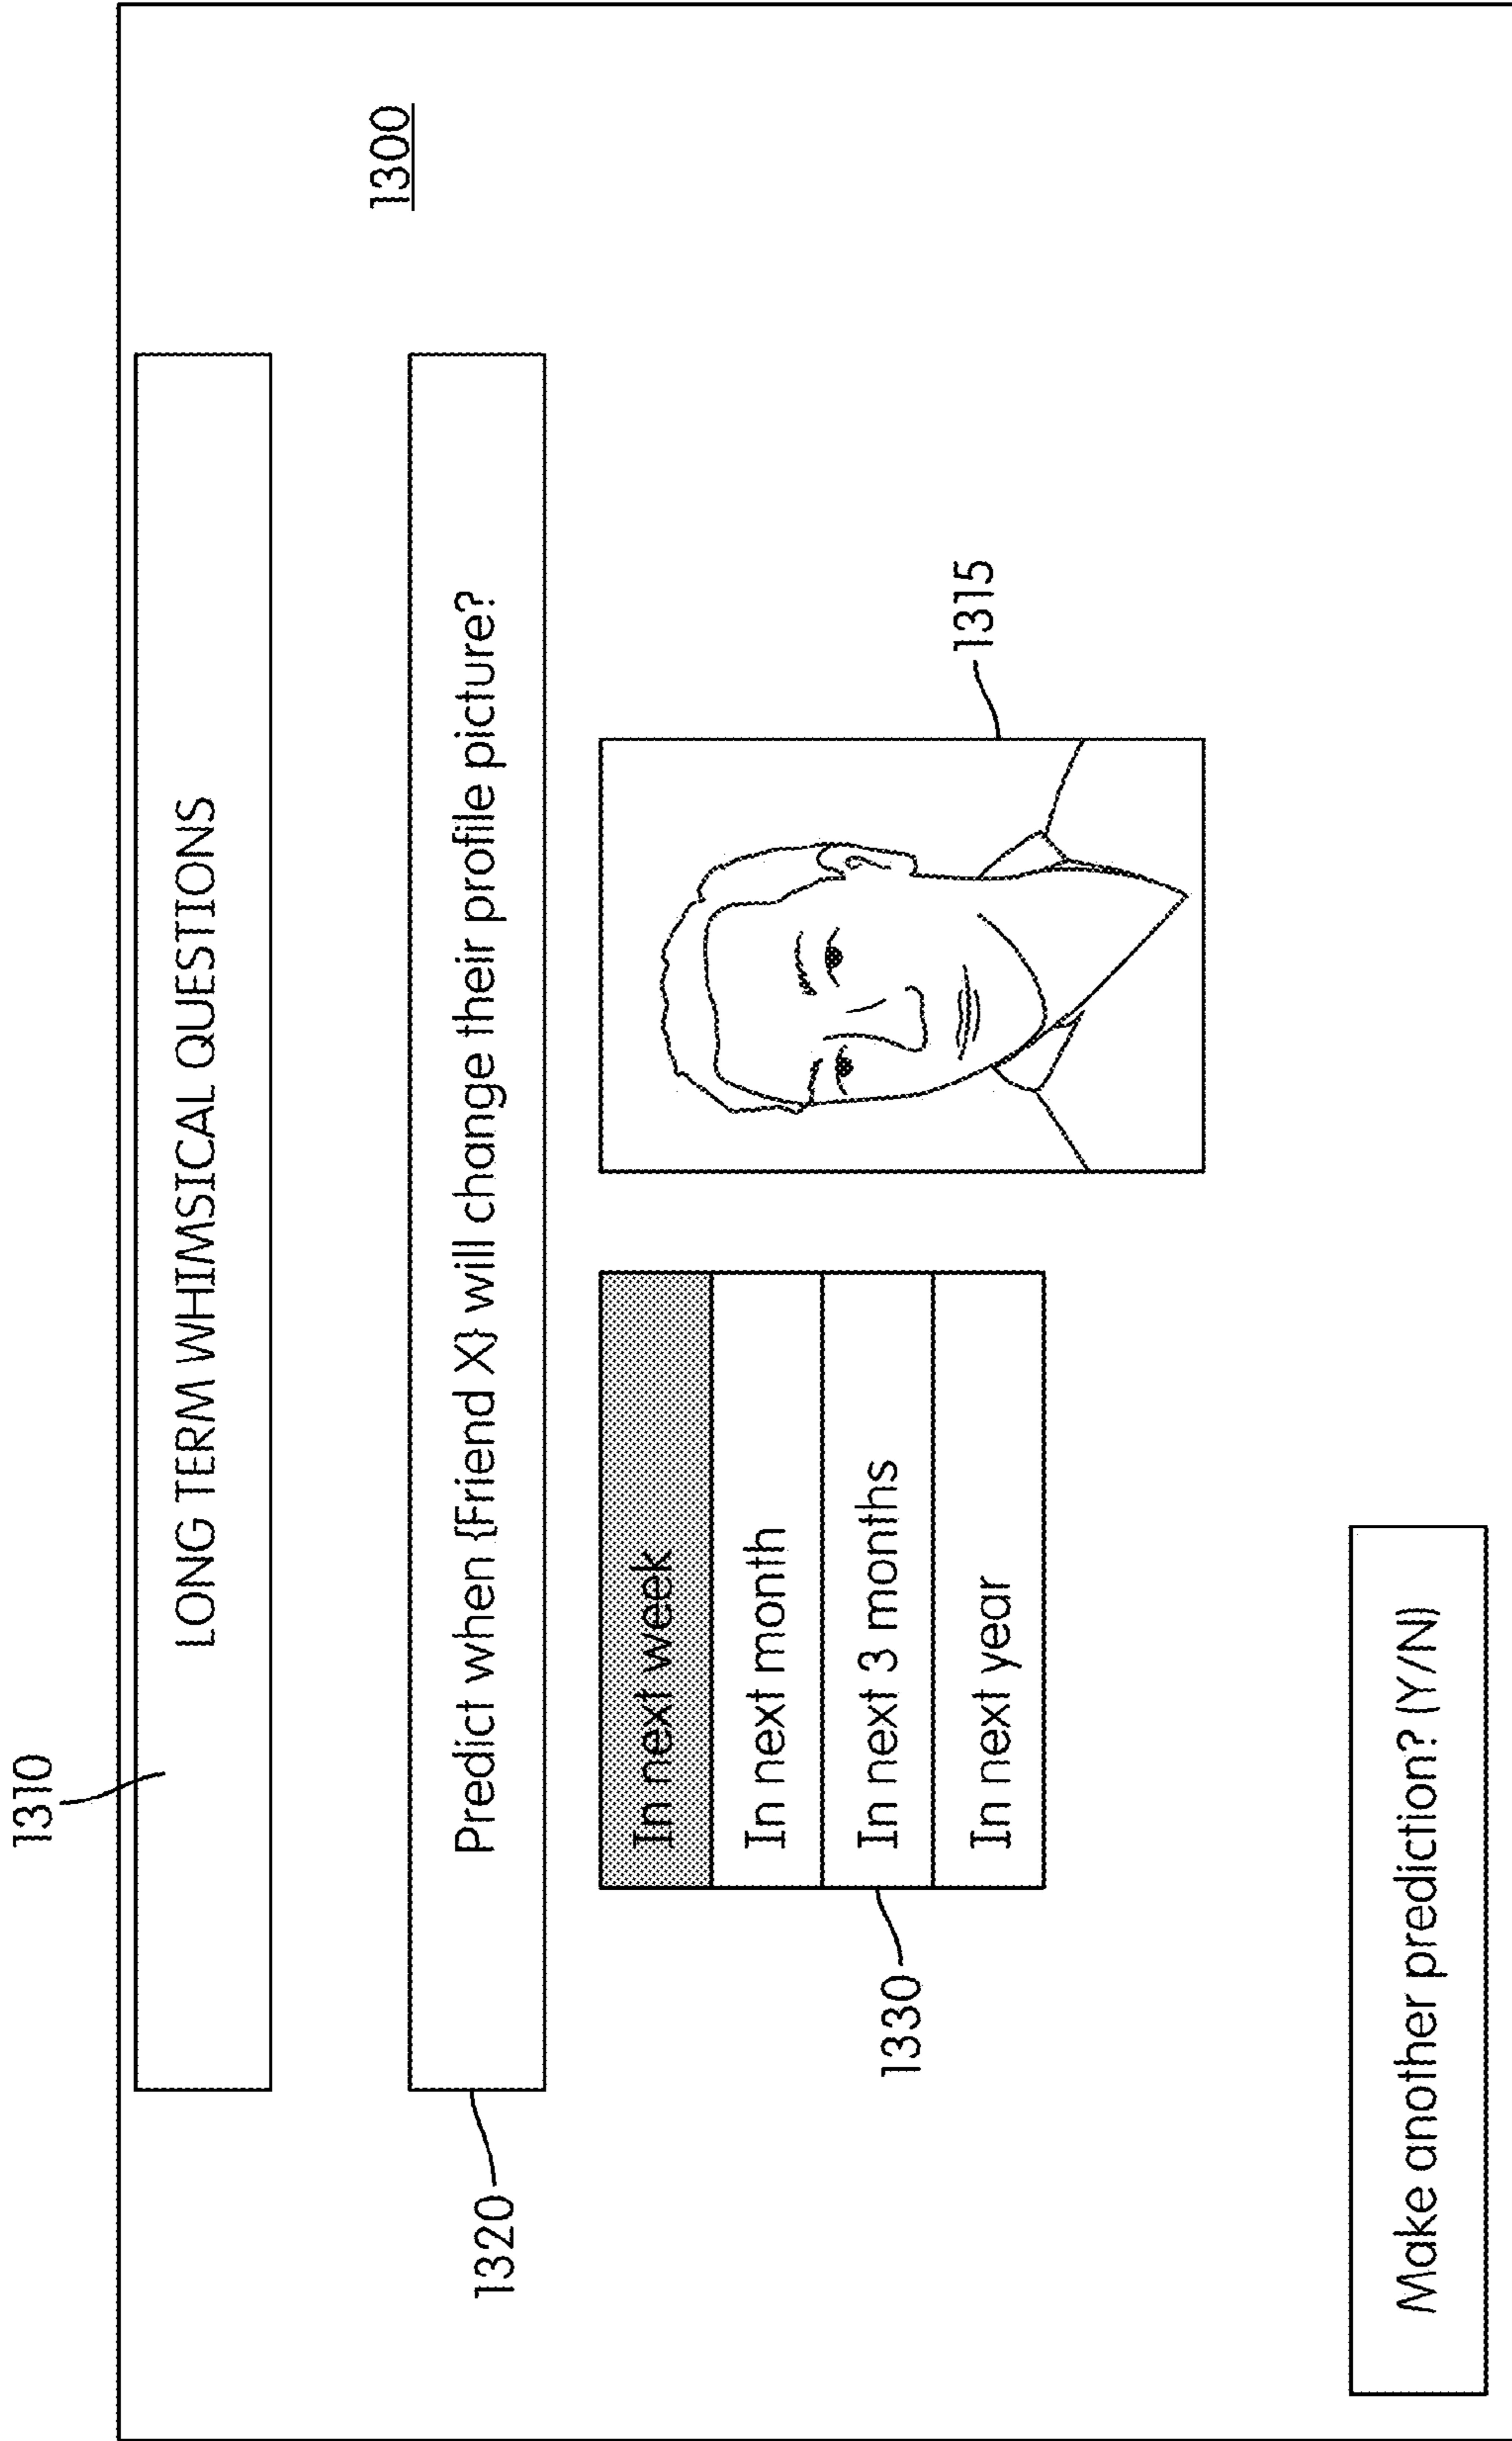 1310
LONG TERM WHIMSICAL QUESTIONS
1300
1320
Predict when {Friend X} will change their profile picture?
In next week
In next month
1330
In next 3 months
In next year
1315
Make another prediction? (Y/N)